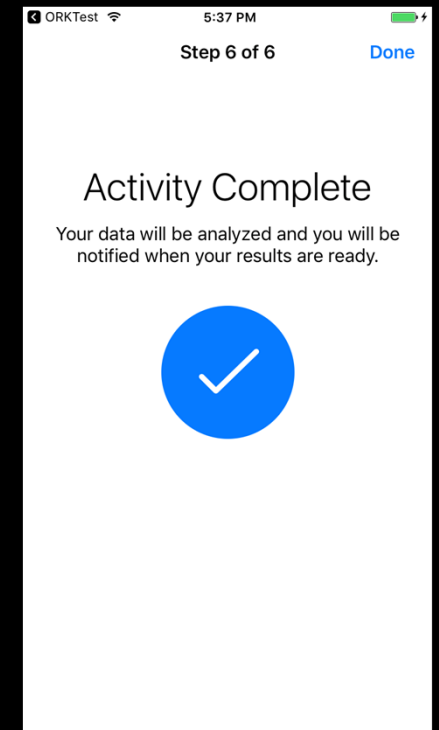 ORKTest
5:37 PM
Step 6 of 6
Done
Activity Complete
Your data will be analyzed and you will be
notified when your results are ready.